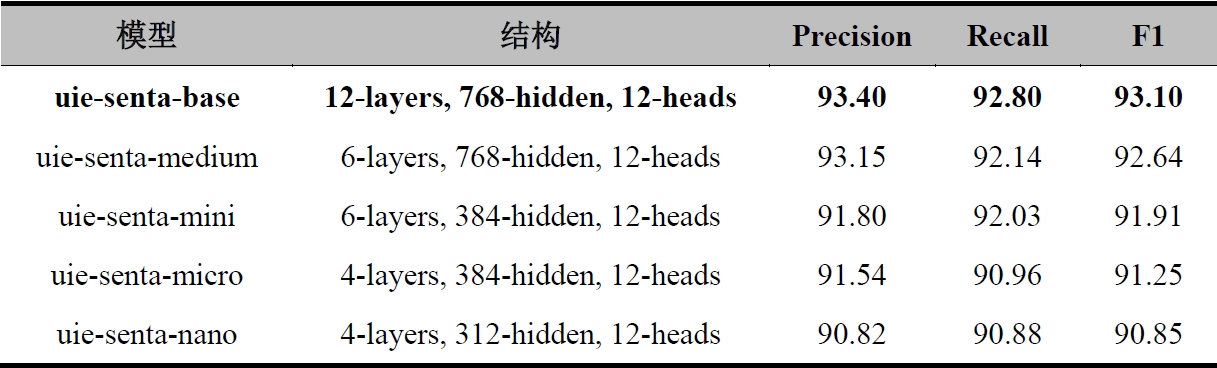 模型 结构 Precision Recall F1
uie-senta-base 12-layers, 768-hidden, 12-heads 93.40 92.80 93.10
uie-senta-medium 6-layers, 768-hidden, 12-heads 93.15 92.14 92.64
uie-senta-mini 6-layers, 384-hidden, 12-heads 91.80 92.03 91.91
uie-senta-micro 4-layers, 384-hidden, 12-heads 91.54 90.96 91.25
uie-senta-nano 4-layers, 312-hidden, 12-heads 90.82 90.88 90.85